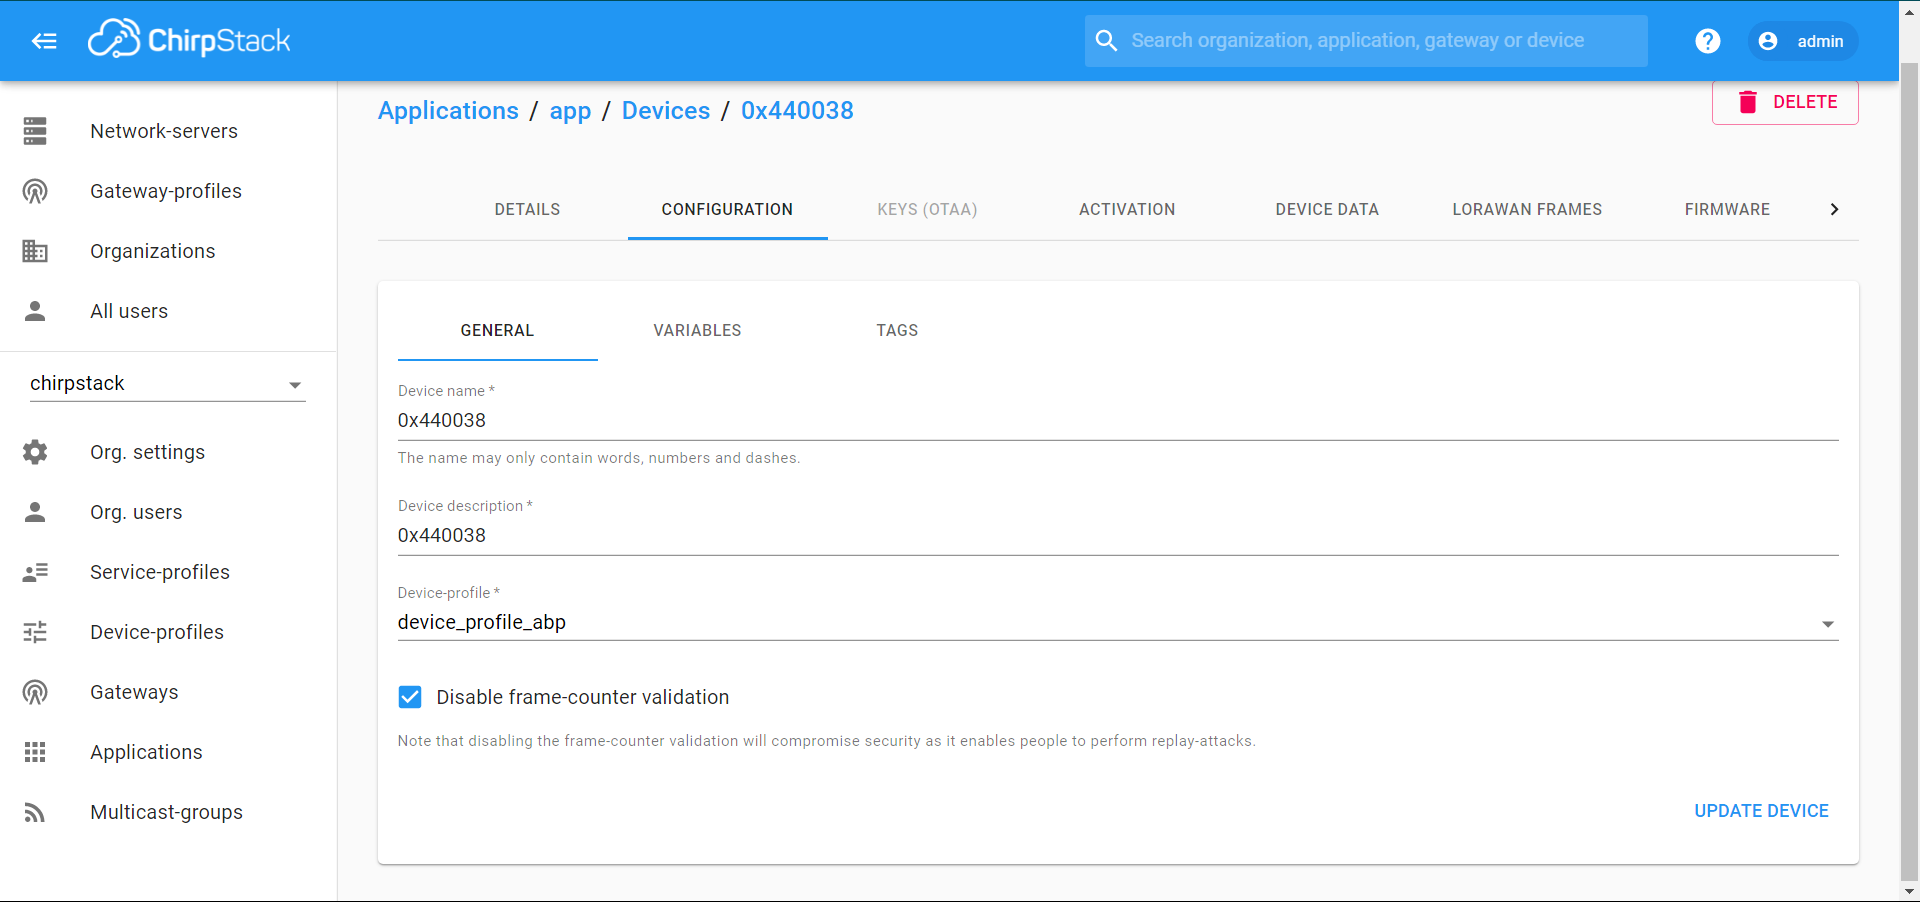 ChirpStack
Search organization, application, gateway or device
admin
Network-servers
Gateway-profiles
Organizations
All users
chirpstack
Org. settings
Org. users
Service-profiles
Device-profiles
Gateways
Applications
Multicast-groups
Applications / app / Devices / 0x440038
DELETE
DETAILS CONFIGURATION KEYS (OTAA) ACTIVATION DEVICE DATA LORAWAN FRAMES FIRMWARE
GENERAL VARIABLES TAGS
Device name *
0x440038
The name may only contain words, numbers and dashes.
Device description *
0x440038
Device-profile *
device_profile_abp
Disable frame-counter validation
Note that disabling the frame-counter validation will compromise security as it enables people to perform replay-attacks.
UPDATE DEVICE